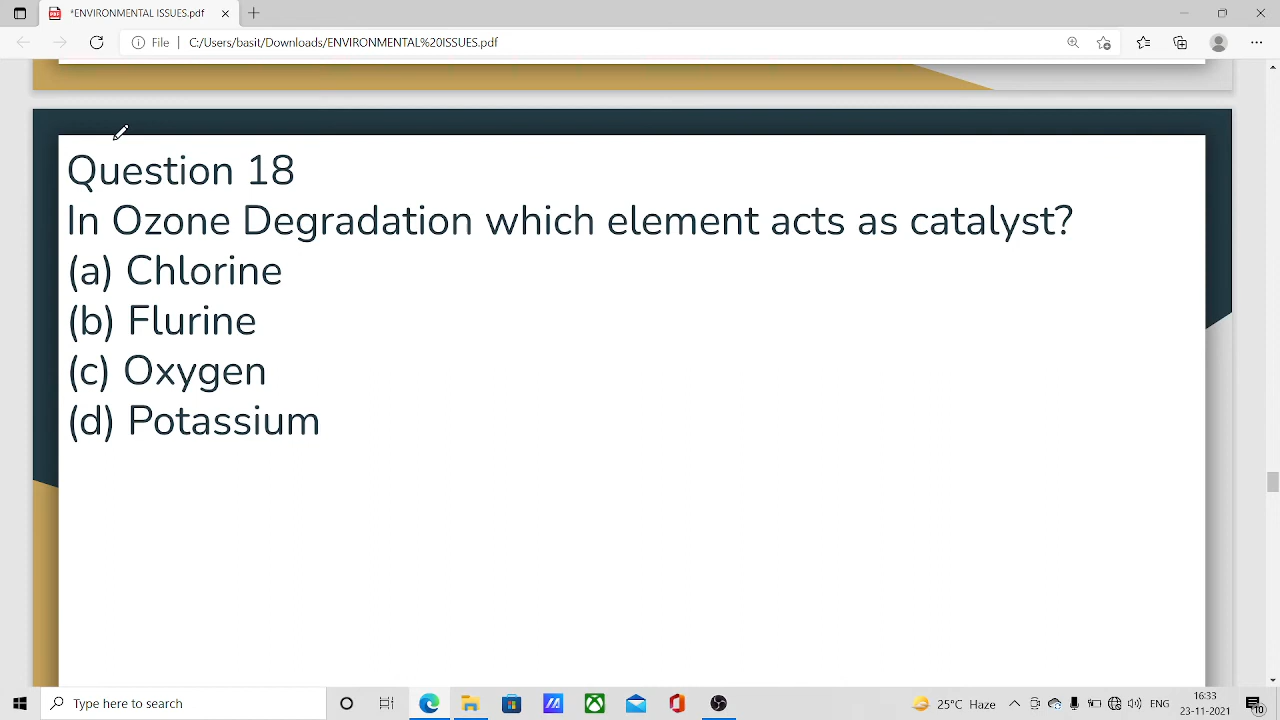 *ENVIRONMENTAL ISSUES.pdf
File | C:/Users/basit/Downloads/ENVIRONMENTAL%20ISSUES.pdf
Question 18
In Ozone Degradation which element acts as catalyst?
(a) Chlorine
(b) Flurine
(c) Oxygen
(d) Potassium
Type here to search
25°C Haze
ENG
16:33
23-11-2021
10